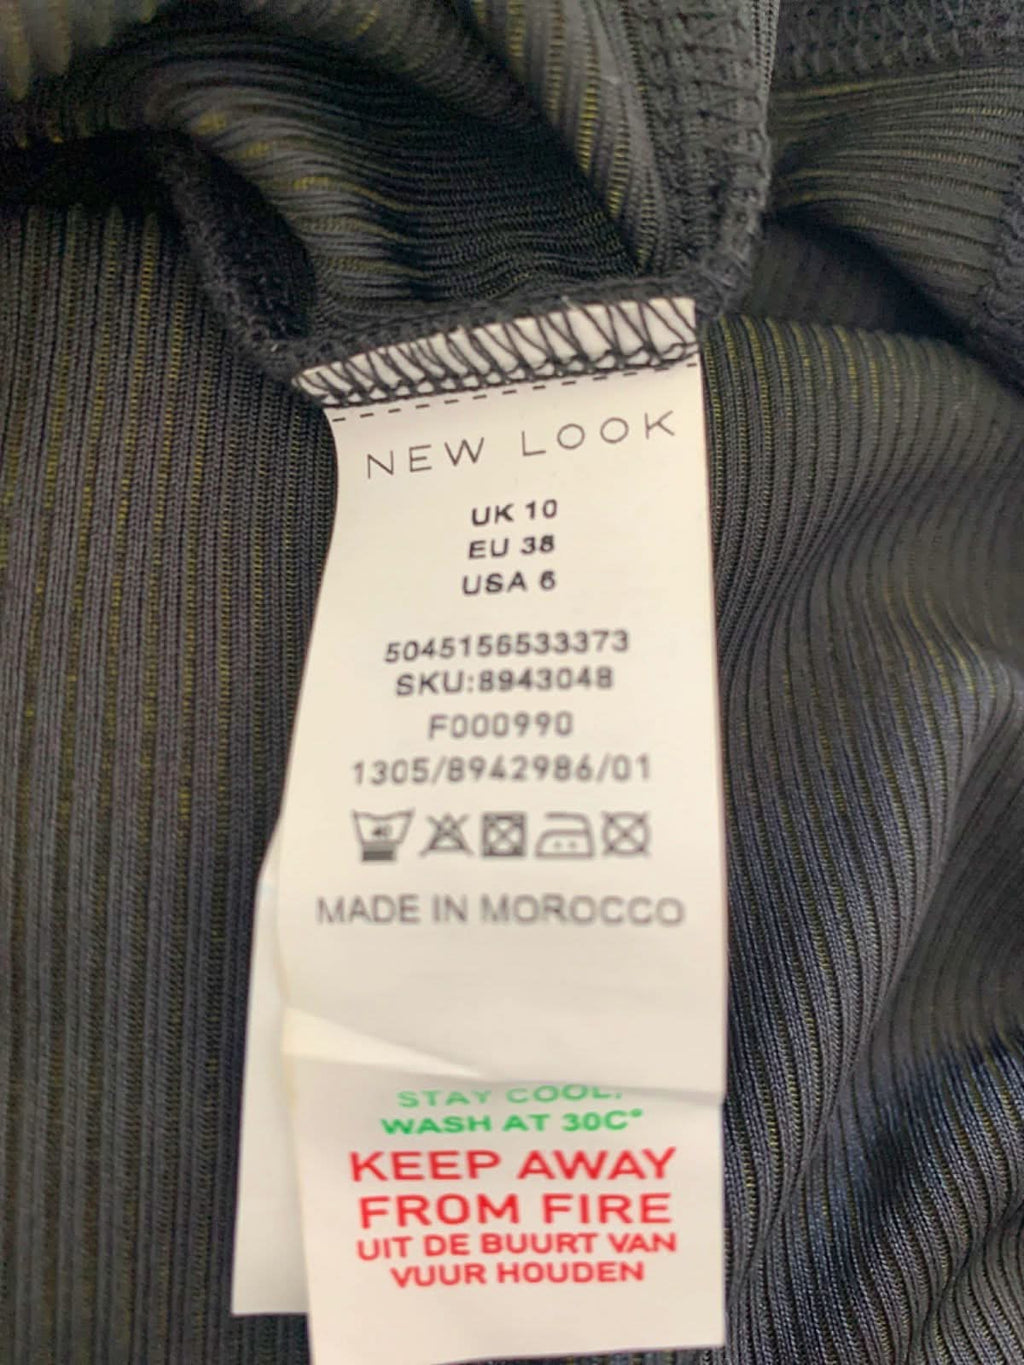 NEW LOOK
UK 10
EU 38
USA 6
5045156533373
SKU:8943048
F000990
1305/8942986/01
40
MADE IN MOROCCO
STAY COOL,
WASH AT 30C°
KEEP AWAY
FROM FIRE
UIT DE BUURT VAN
VUUR HOUDEN